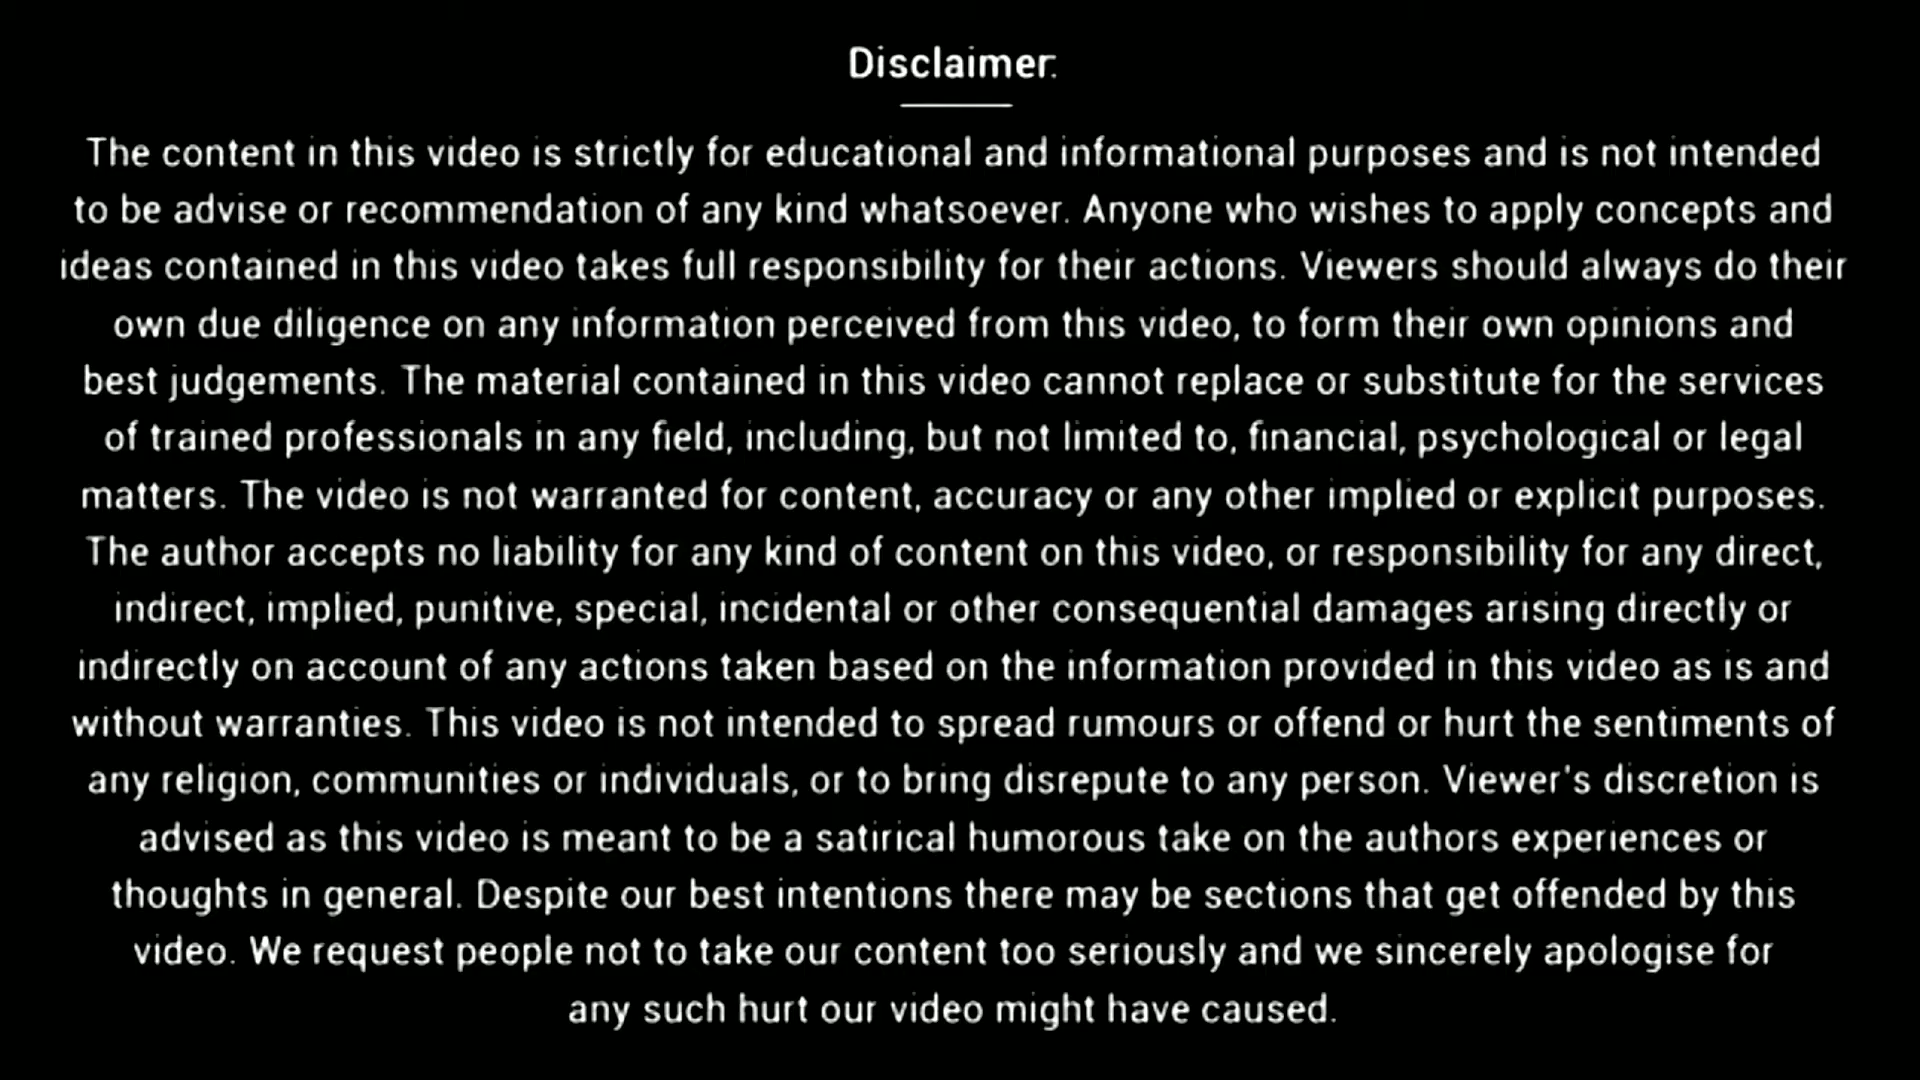 Disclaimer:
The content in this video is strictly for educational and informational purposes and is not intended
to be advise or recommendation of any kind whatsoever. Anyone who wishes to apply concepts and
ideas contained in this video takes full responsibility for their actions. Viewers should always do their
own due diligence on any information perceived from this video, to form their own opinions and
best judgements. The material contained in this video cannot replace or substitute for the services
of trained professionals in any field, including, but not limited to, financial, psychological or legal
matters. The video is not warranted for content, accuracy or any other implied or explicit purposes.
The author accepts no liability for any kind of content on this video, or responsibility for any direct,
indirect, implied, punitive, special, incidental or other consequential damages arising directly or
indirectly on account of any actions taken based on the information provided in this video as is and
without warranties. This video is not intended to spread rumours or offend or hurt the sentiments of
any religion, communities or individuals, or to bring disrepute to any person. Viewer's discretion is
advised as this video is meant to be a satirical humorous take on the authors experiences or
thoughts in general. Despite our best intentions there may be sections that get offended by this
video. We request people not to take our content too seriously and we sincerely apologise for
any such hurt our video might have caused.